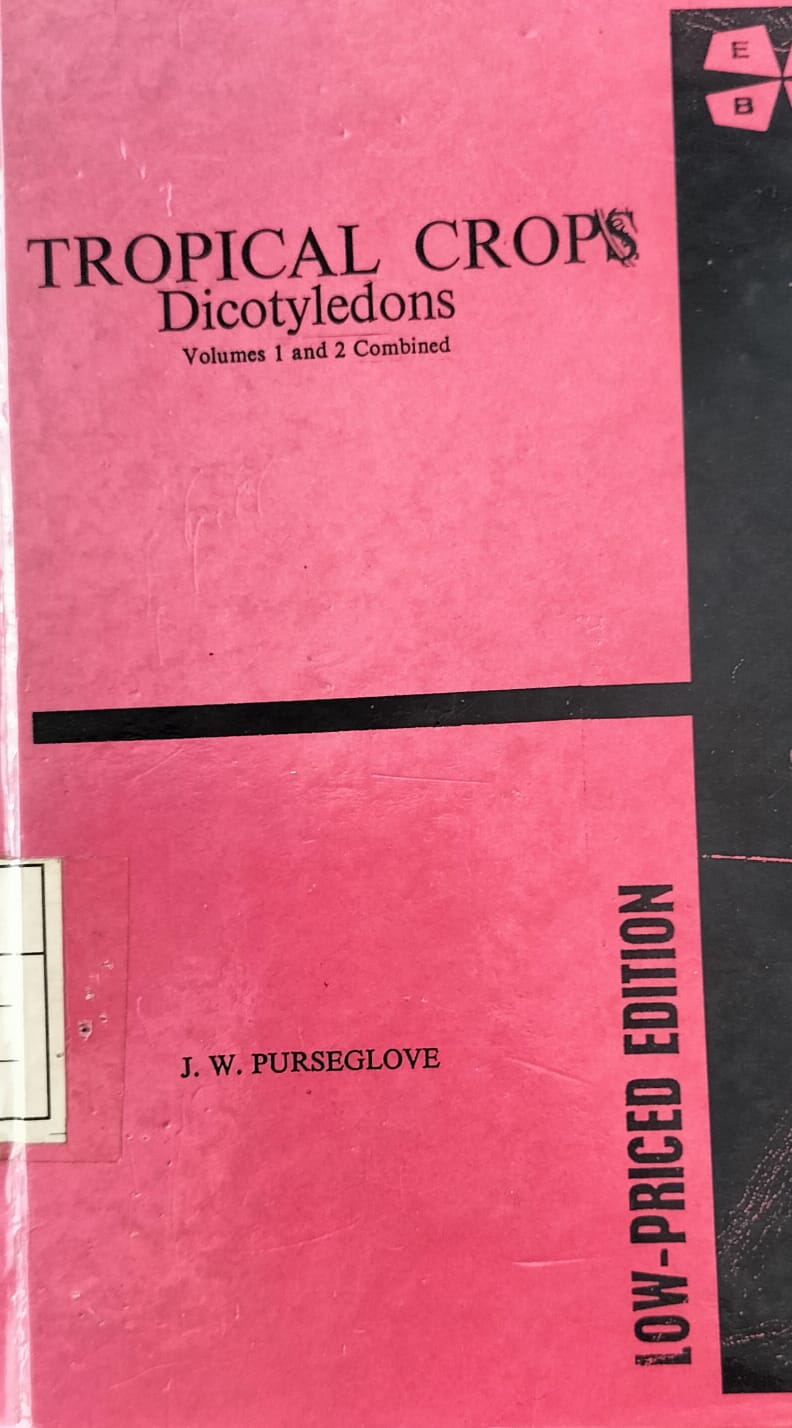 E
B
TROPICAL CROPS
Dicotyledons
Volumes 1 and 2 Combined
J. W. PURSEGLOVE
LOW-PRICED EDITION